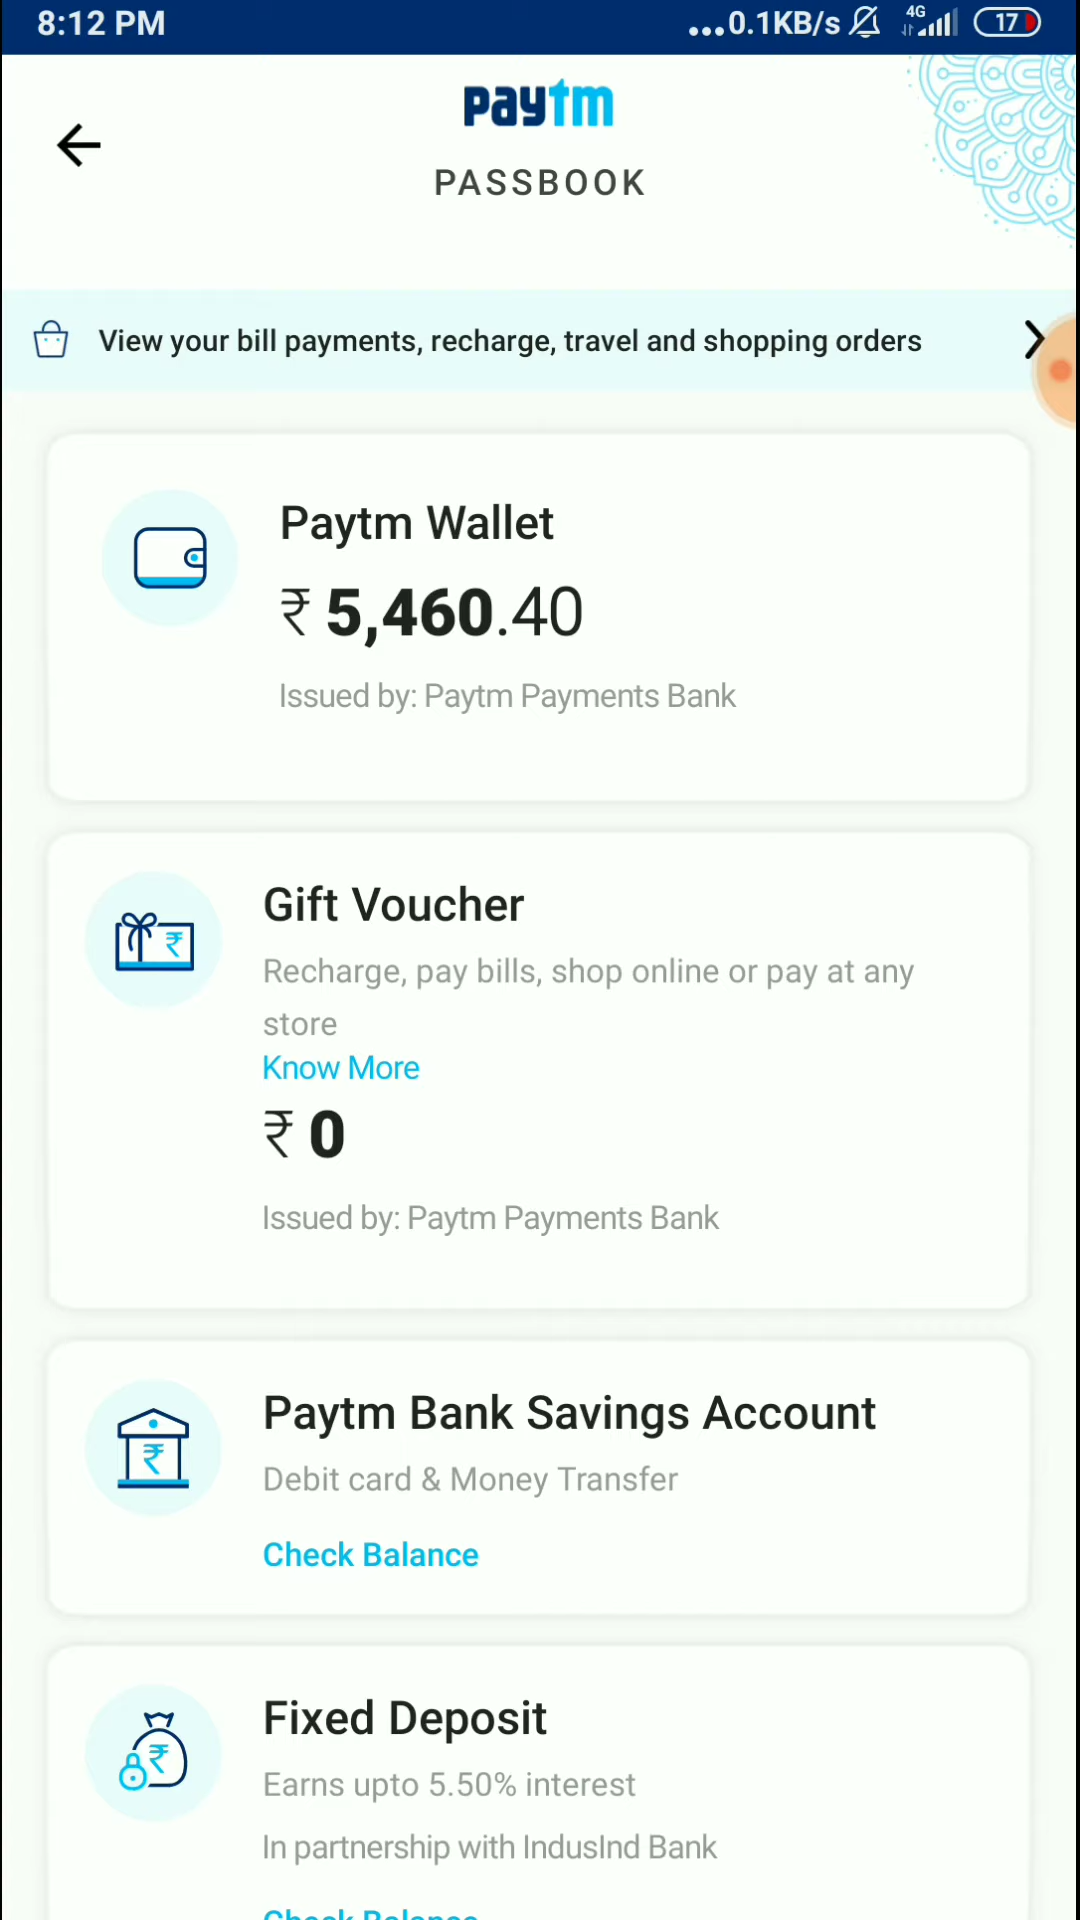 8:12 PM
...0.1KB/s 4G 17
paytm
PASSBOOK
View your bill payments, recharge, travel and shopping orders
Paytm Wallet
₹ 5,460.40
Issued by: Paytm Payments Bank
Gift Voucher
Recharge, pay bills, shop online or pay at any
store
Know More
₹ 0
Issued by: Paytm Payments Bank
Paytm Bank Savings Account
Debit card & Money Transfer
Check Balance
Fixed Deposit
Earns upto 5.50% interest
In partnership with IndusInd Bank
Check Balance